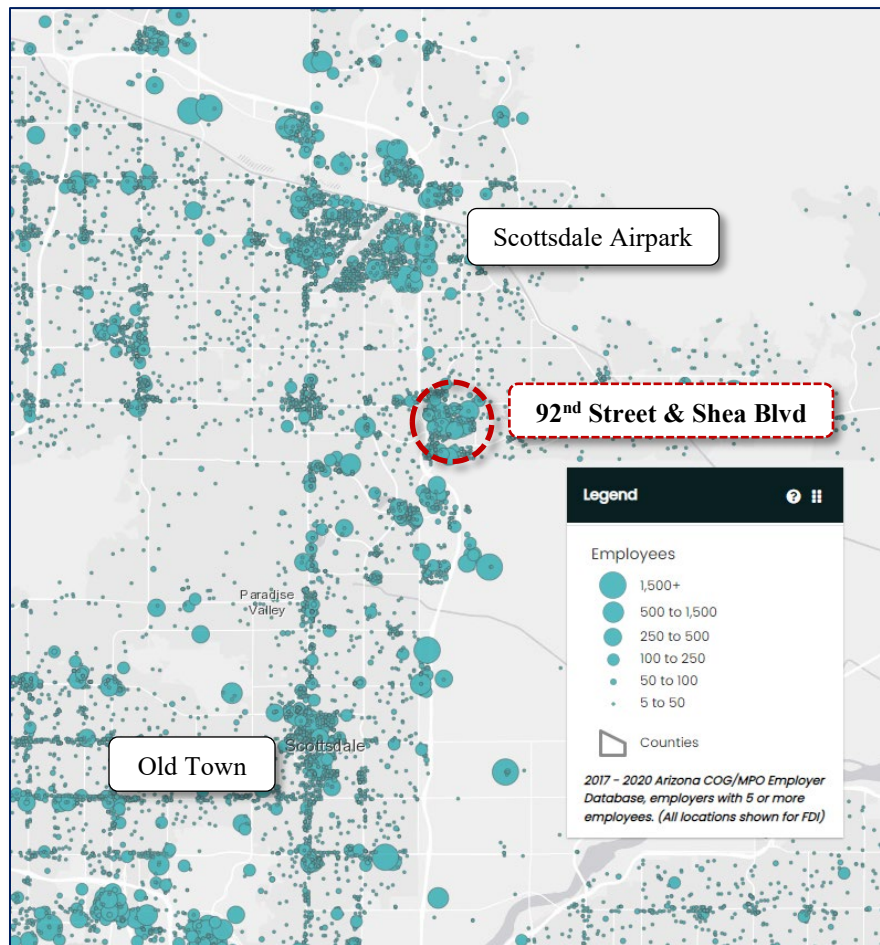 Scottsdale Airpark
92nd Street & Shea Blvd
Legend
?
Employees
1,500+
500 to 1,500
250 to 500
100 to 250
50 to 100
5 to 50
Counties
2017 - 2020 Arizona COG/MPO Employer
Database, employers with 5 or more
employees. (All locations shown for FDI)
Paradise
Valley
Scottsdale
Old Town